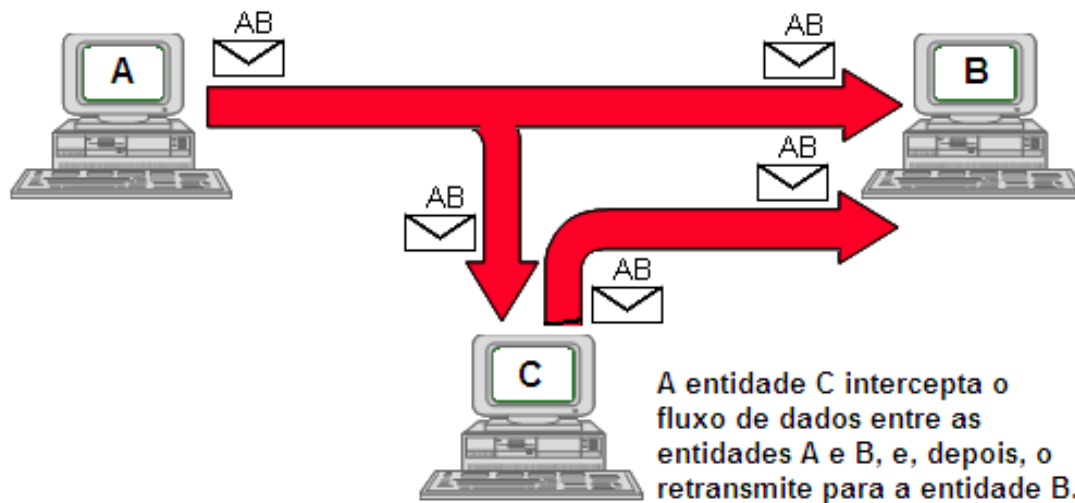 AB
AB
A
B
AB
AB
AB
C
A entidade C intercepta o
fluxo de dados entre as
entidades A e B, e, depois, o
retransmite para a entidade B.